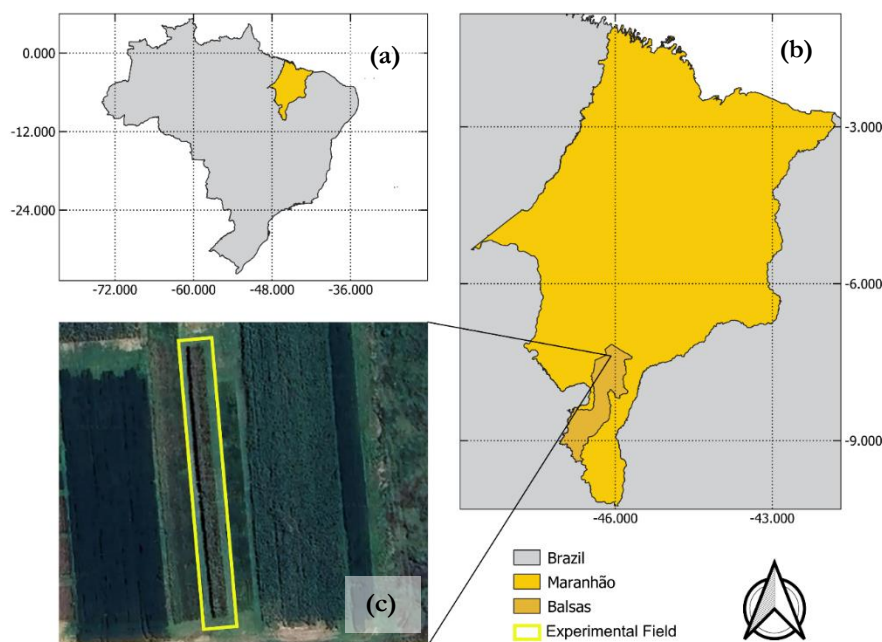 (a)
0.000
-12.000
-24.000
-72.000
-60.000
-48.000
-36.000
(b)
-3.000
-6.000
-9.000
-46.000
-43.000
(c)
Brazil
Maranhão
Balsas
Experimental Field